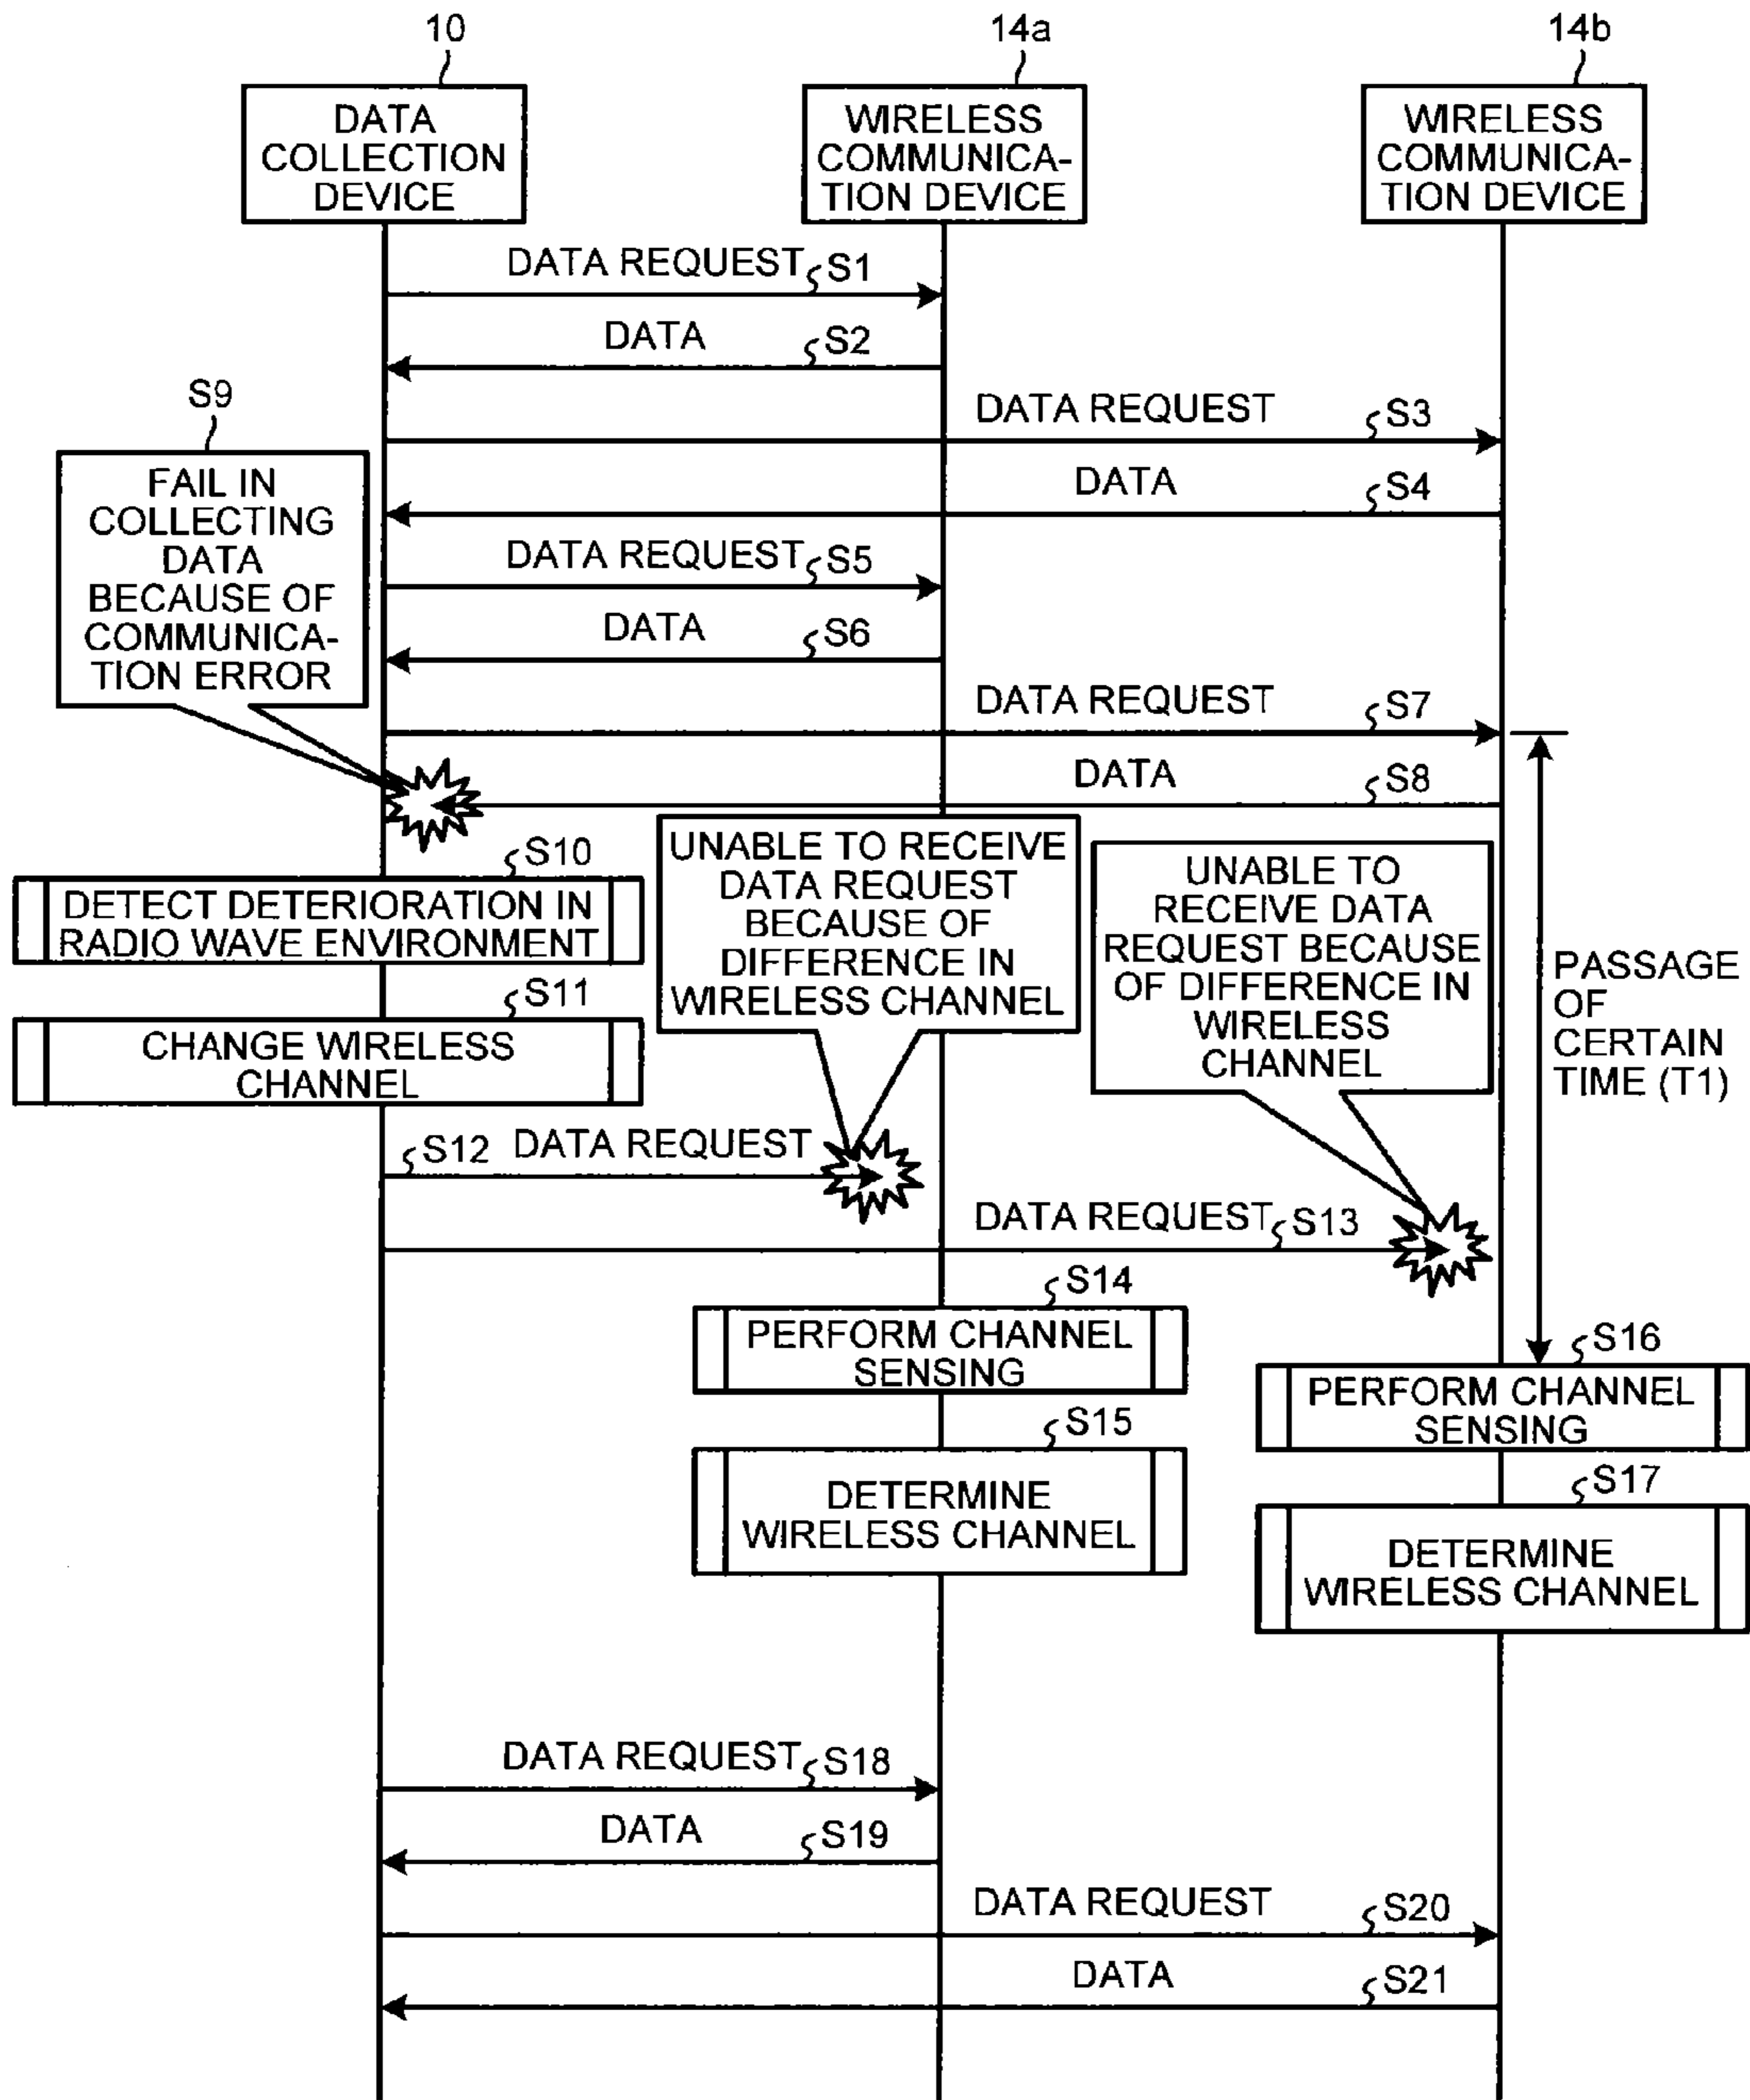 10
14a
14b
DATA
COLLECTION
DEVICE
WIRELESS
COMMUNICA-
TION DEVICE
WIRELESS
COMMUNICA-
TION DEVICE
DATA REQUEST
S1
DATA
S2
DATA REQUEST
S3
S9
FAIL IN
COLLECTING
DATA
BECAUSE OF
COMMUNICA-
TION ERROR
DATA
S4
DATA REQUEST
S5
DATA
S6
DATA REQUEST
S7
DATA
S8
S10
DETECT DETERIORATION IN
RADIO WAVE ENVIRONMENT
UNABLE TO RECEIVE
DATA REQUEST
BECAUSE OF
DIFFERENCE IN
WIRELESS CHANNEL
UNABLE TO
RECEIVE DATA
REQUEST BECAUSE
OF DIFFERENCE IN
WIRELESS
CHANNEL
PASSAGE
OF
CERTAIN
TIME (T1)
S11
CHANGE WIRELESS
CHANNEL
S12
DATA REQUEST
DATA REQUEST
S13
S14
PERFORM CHANNEL
SENSING
S16
PERFORM CHANNEL
SENSING
S15
DETERMINE
WIRELESS CHANNEL
S17
DETERMINE
WIRELESS CHANNEL
DATA REQUEST
S18
DATA
S19
DATA REQUEST
S20
DATA
S21